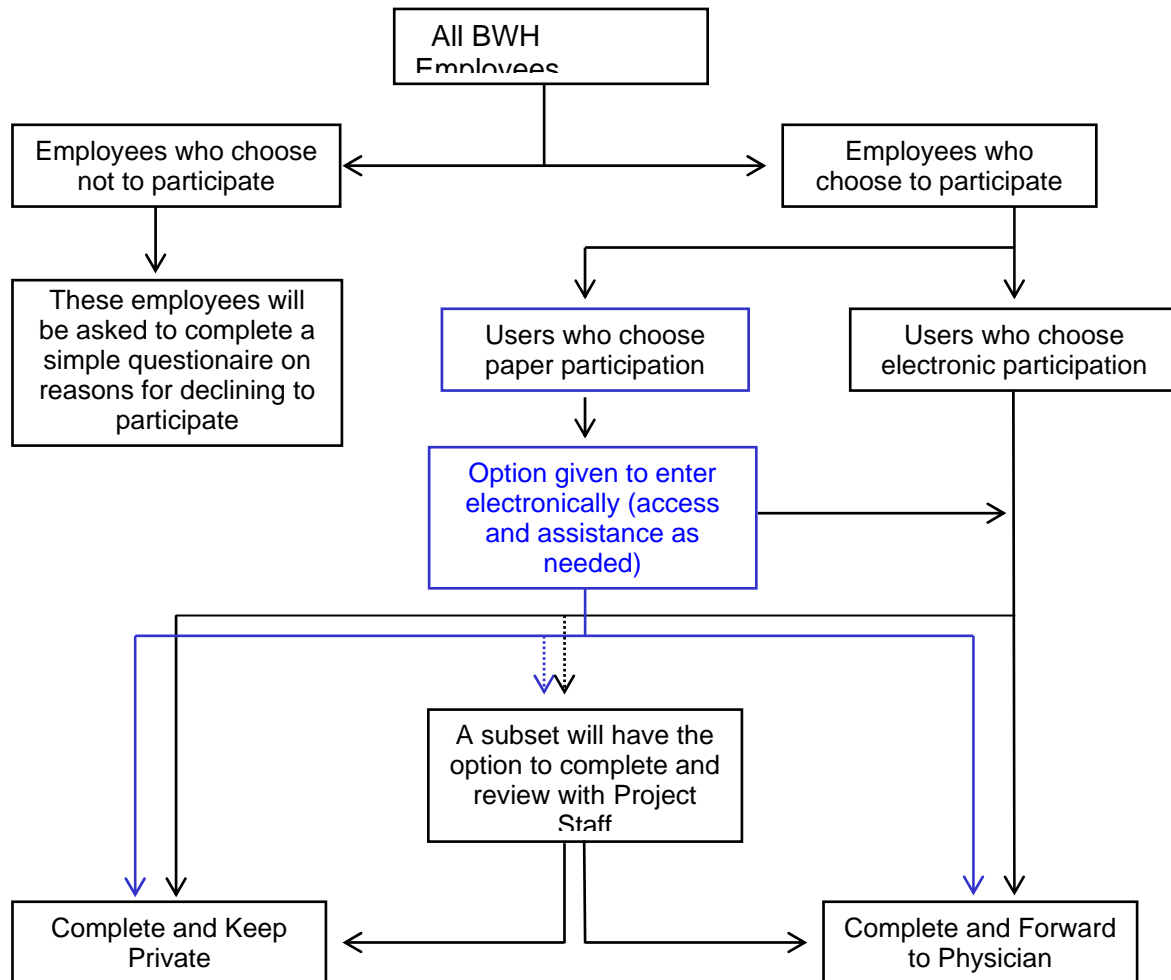 All BWH
Employees
Employees who choose
not to participate
Employees who
choose to participate
These employees will
be asked to complete a
simple questionaire on
reasons for declining to
participate
Users who choose
paper participation
Users who choose
electronic participation
Option given to enter
electronically (access
and assistance as
needed)
A subset will have the
option to complete and
review with Project
Staff
Complete and Keep
Private
Complete and Forward
to Physician